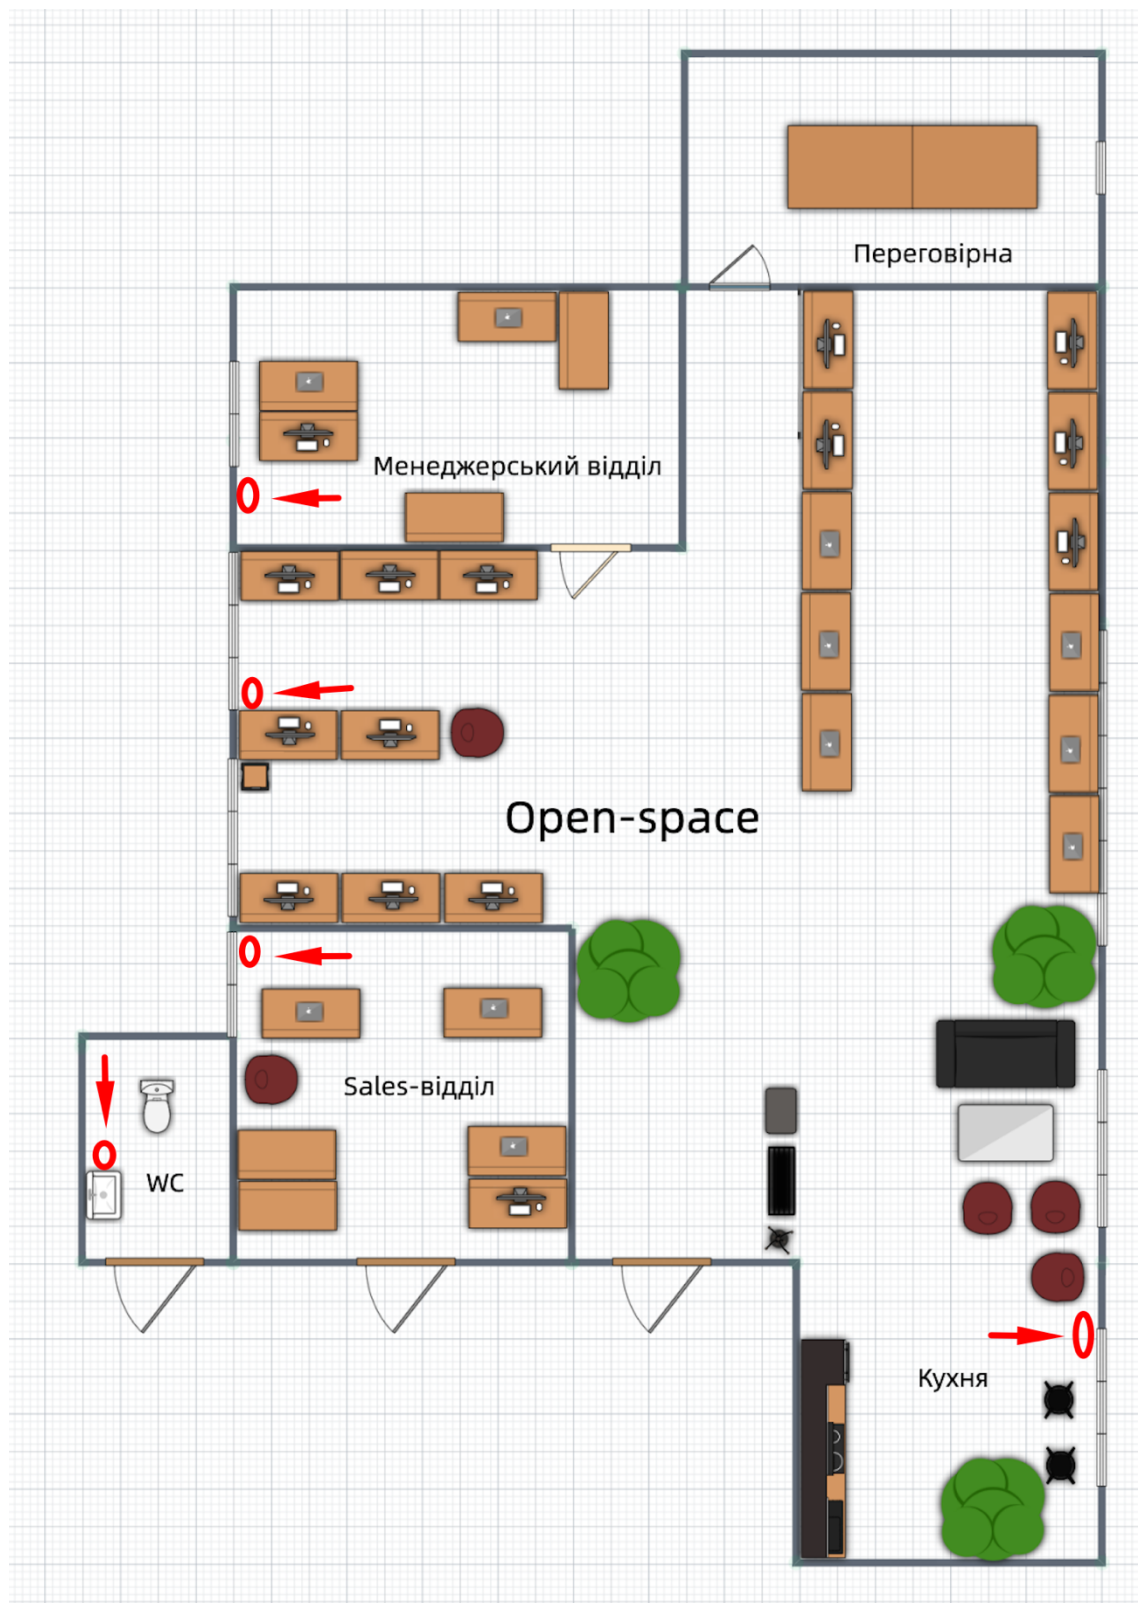 Переговірна
Менеджерський відділ
Open-space
Sales-відділ
WC
Кухня